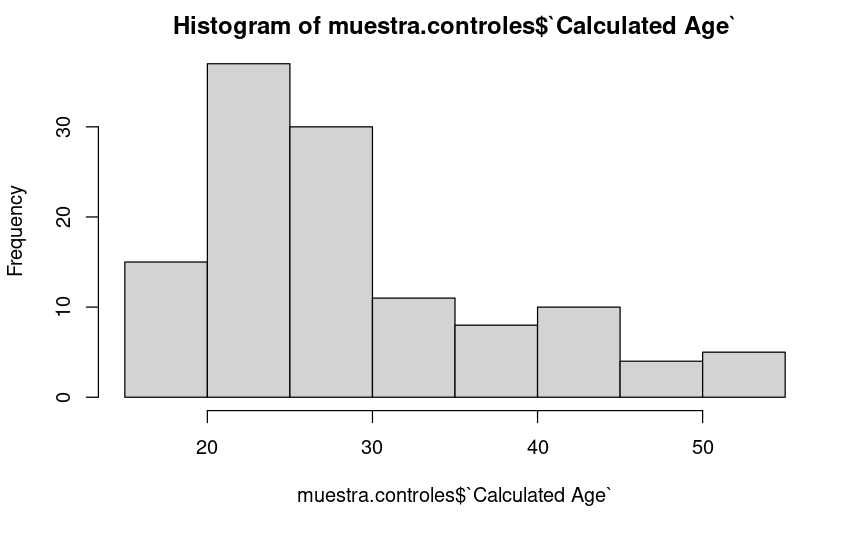 Histogram of muestra.controles$`Calculated Age`
Frequency
30
20
10
0
20 30 40 50
muestra.controles$`Calculated Age`